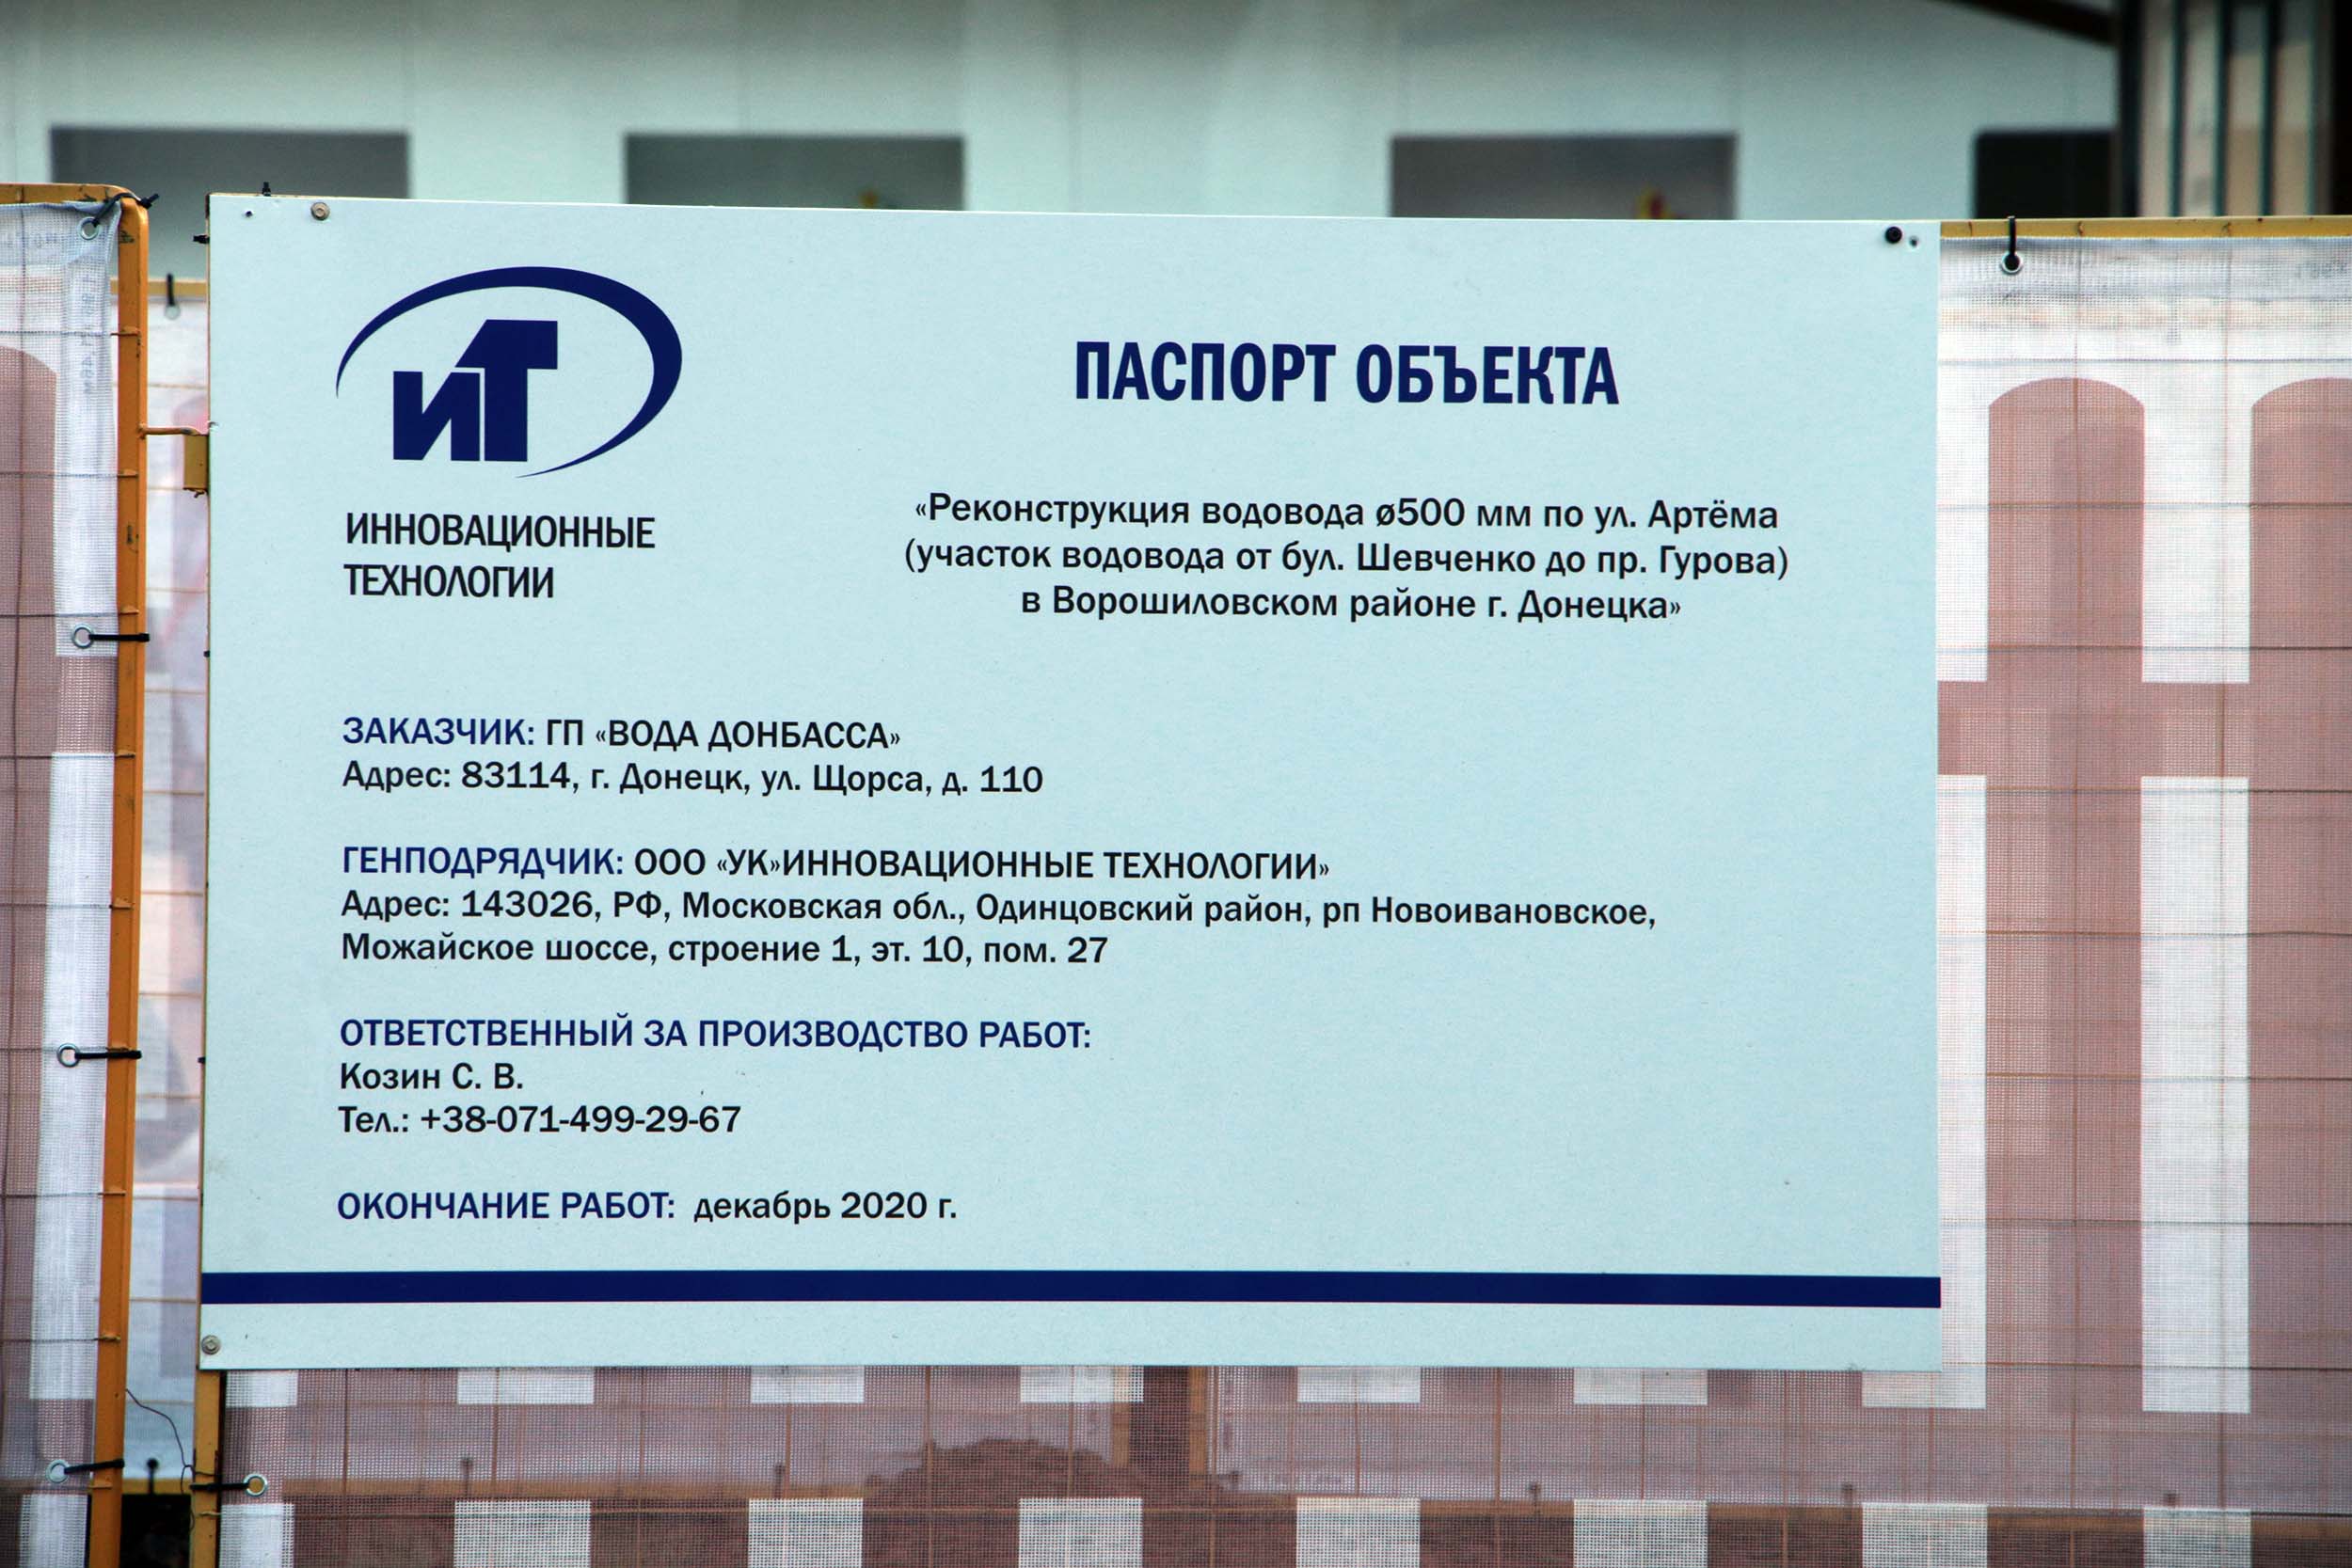 ИТ
ИННОВАЦИОННЫЕ
ТЕХНОЛОГИИ
ПАСПОРТ ОБЪЕКТА
«Реконструкция водовода ø500 мм по ул. Артёма
(участок водовода от бул. Шевченко до пр. Гурова)
в Ворошиловском районе г. Донецка»
ЗАКАЗЧИК: ГП «ВОДА ДОНБАССА»
Адрес: 83114, г. Донецк, ул. Щорса, д. 110
ГЕНПОДРЯДЧИК: ООО «УК»ИННОВАЦИОННЫЕ ТЕХНОЛОГИИ»
Адрес: 143026, РФ, Московская обл., Одинцовский район, рп Новоивановское,
Можайское шоссе, строение 1, эт. 10, пом. 27
ОТВЕТСТВЕННЫЙ ЗА ПРОИЗВОДСТВО РАБОТ:
Козин С. В.
Тел.: +38-071-499-29-67
ОКОНЧАНИЕ РАБОТ: декабрь 2020 г.